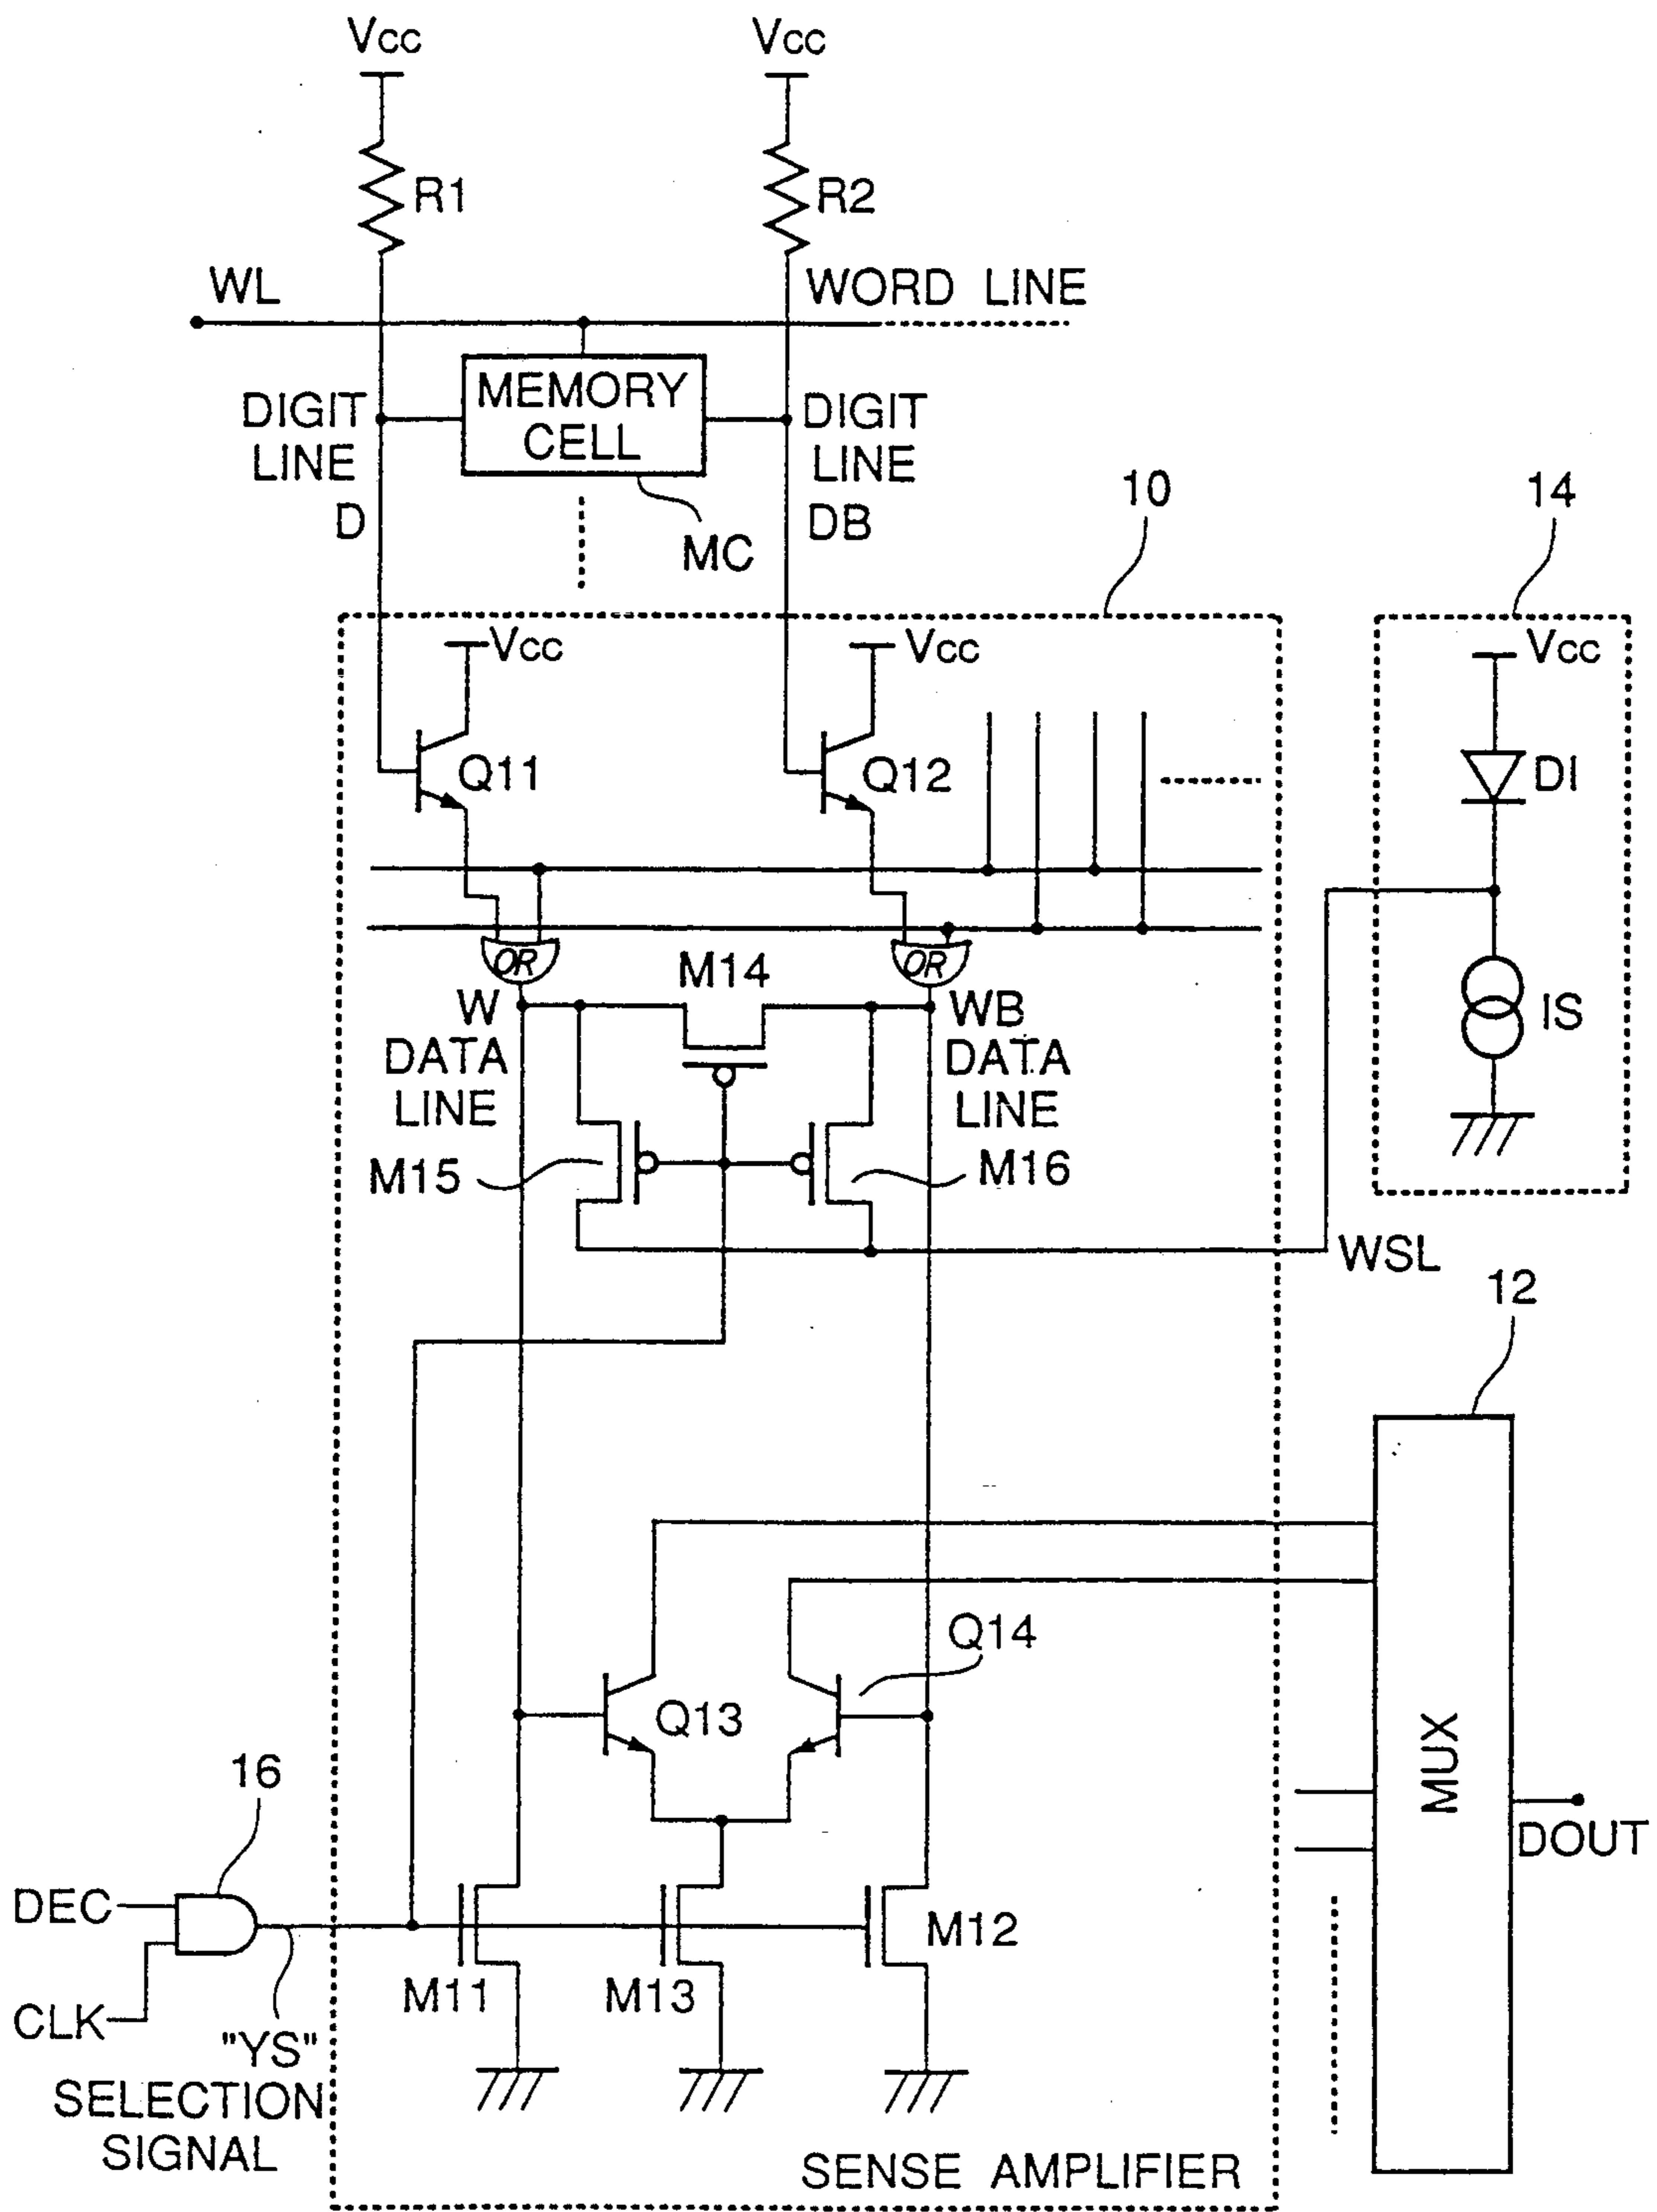 Vcc
Vcc
R1
R2
WL
WORD LINE
MEMORY
CELL
DIGIT
LINE
D
DIGIT
LINE
DB
MC
10
14
Vcc
Vcc
Vcc
Q11
Q12
DI
OR
OR
M14
W
DATA
LINE
WB
DATA
LINE
IS
M15
M16
WSL
12
Q14
Q13
MUX
16
DOUT
DEC
CLK
M11
M13
M12
"YS"
SELECTION
SIGNAL
SENSE AMPLIFIER